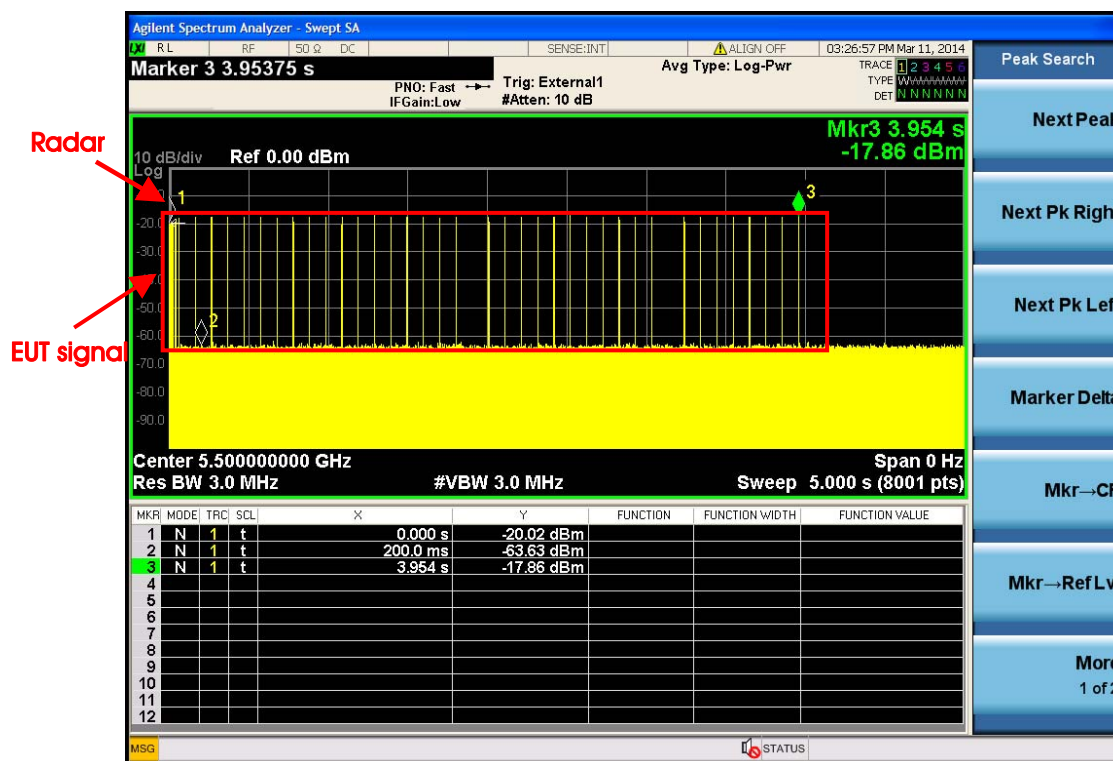 Agilent Spectrum Analyzer - Swept SA
LXI RL RF 50 Ω DC SENSE:INT ALIGN OFF 03:26:57 PM Mar 11, 2014
Marker 3 3.95375 s
PNO: Fast
IFGain:Low
Trig: External1
#Atten: 10 dB
Avg Type: Log-Pwr
TRACE 1 2 3 4 5 6
TYPE W
DET N N N N N N
Mkr3 3.954 s
-17.86 dBm
10 dB/div Ref 0.00 dBm
Log
Radar
EUT signal
1
2
3
-20.0
-30.0
-50.0
-60.0
-70.0
-80.0
-90.0
Center 5.500000000 GHz Span 0 Hz
Res BW 3.0 MHz #VBW 3.0 MHz Sweep 5.000 s (8001 pts)
MKR MODE TRC SCL X Y FUNCTION FUNCTION WIDTH FUNCTION VALUE
1 N 1 t 0.000 s -20.02 dBm
2 N 1 t 200.0 ms -63.63 dBm
3 N 1 t 3.954 s -17.86 dBm
4
5
6
7
8
9
10
11
12
MSG STATUS
Peak Search
Next Peak
Next Pk Righ
Next Pk Lef
Marker Delta
Mkr→CF
Mkr→Ref Lv
More
1 of 2